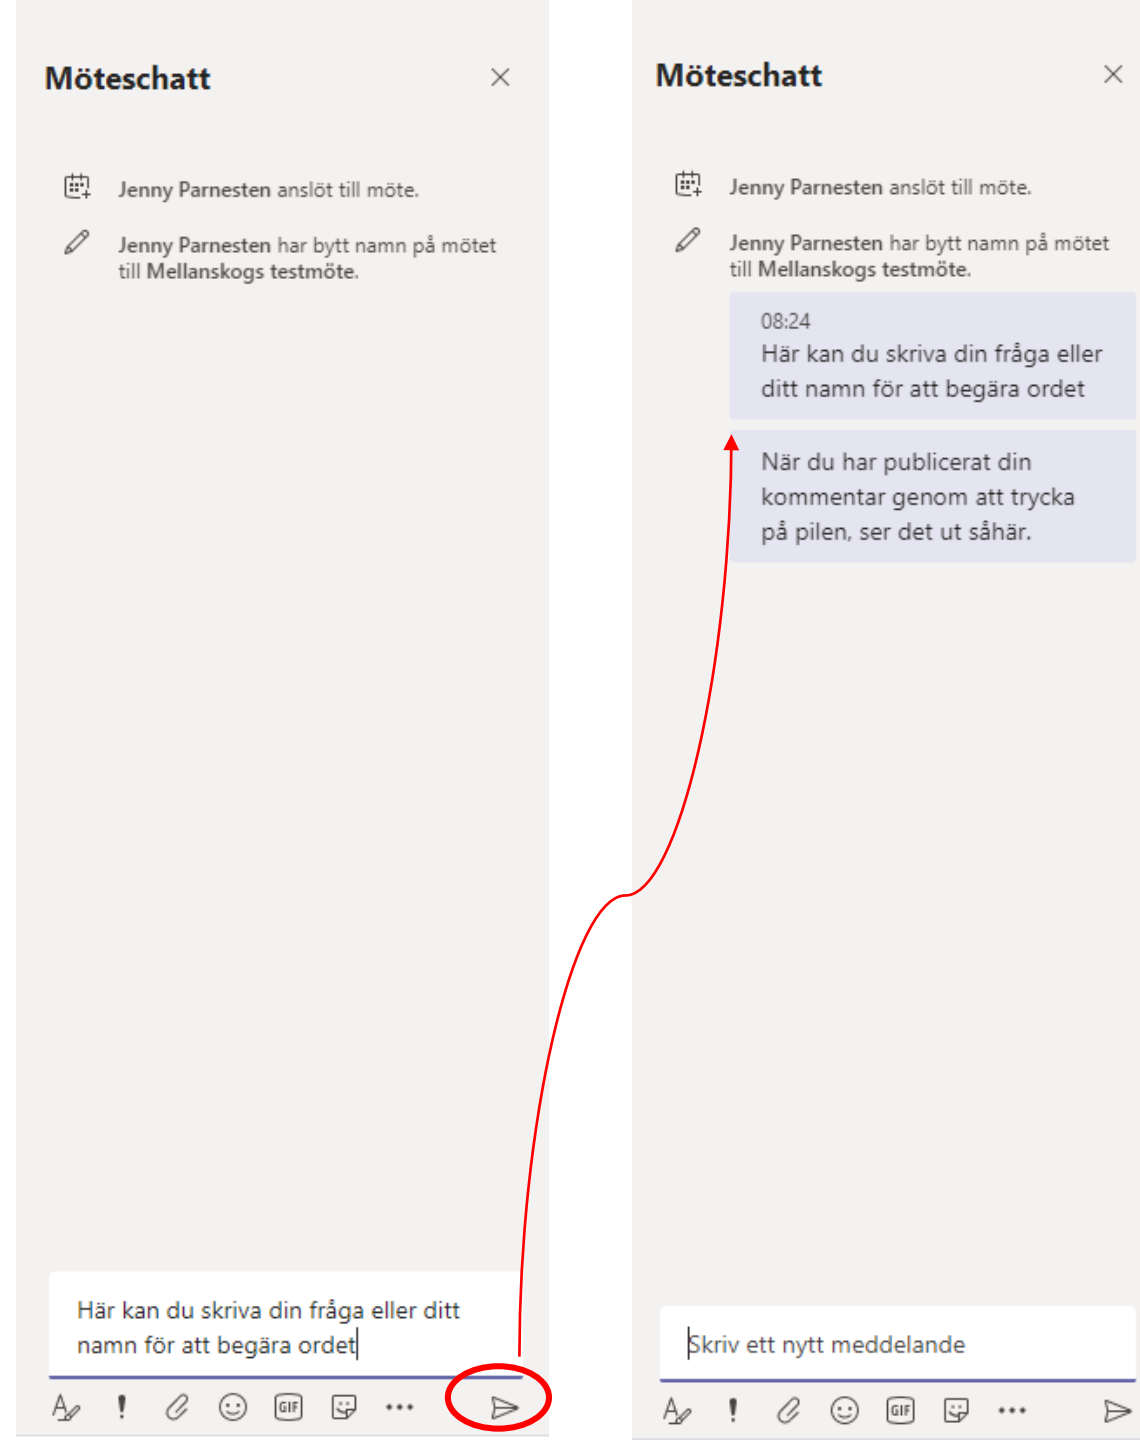 Möteschatt
Jenny Parnesten anslöt till möte.
Jenny Parnesten har bytt namn på mötet
till Mellanskogs testmöte.
Här kan du skriva din fråga eller ditt
namn för att begära ordet
GIF
Möteschatt
Jenny Parnesten anslöt till möte.
Jenny Parnesten har bytt namn på mötet
till Mellanskogs testmöte.
08:24
Här kan du skriva din fråga eller
ditt namn för att begära ordet
När du har publicerat din
kommentar genom att trycka
på pilen, ser det ut såhär.
Skriv ett nytt meddelande
GIF